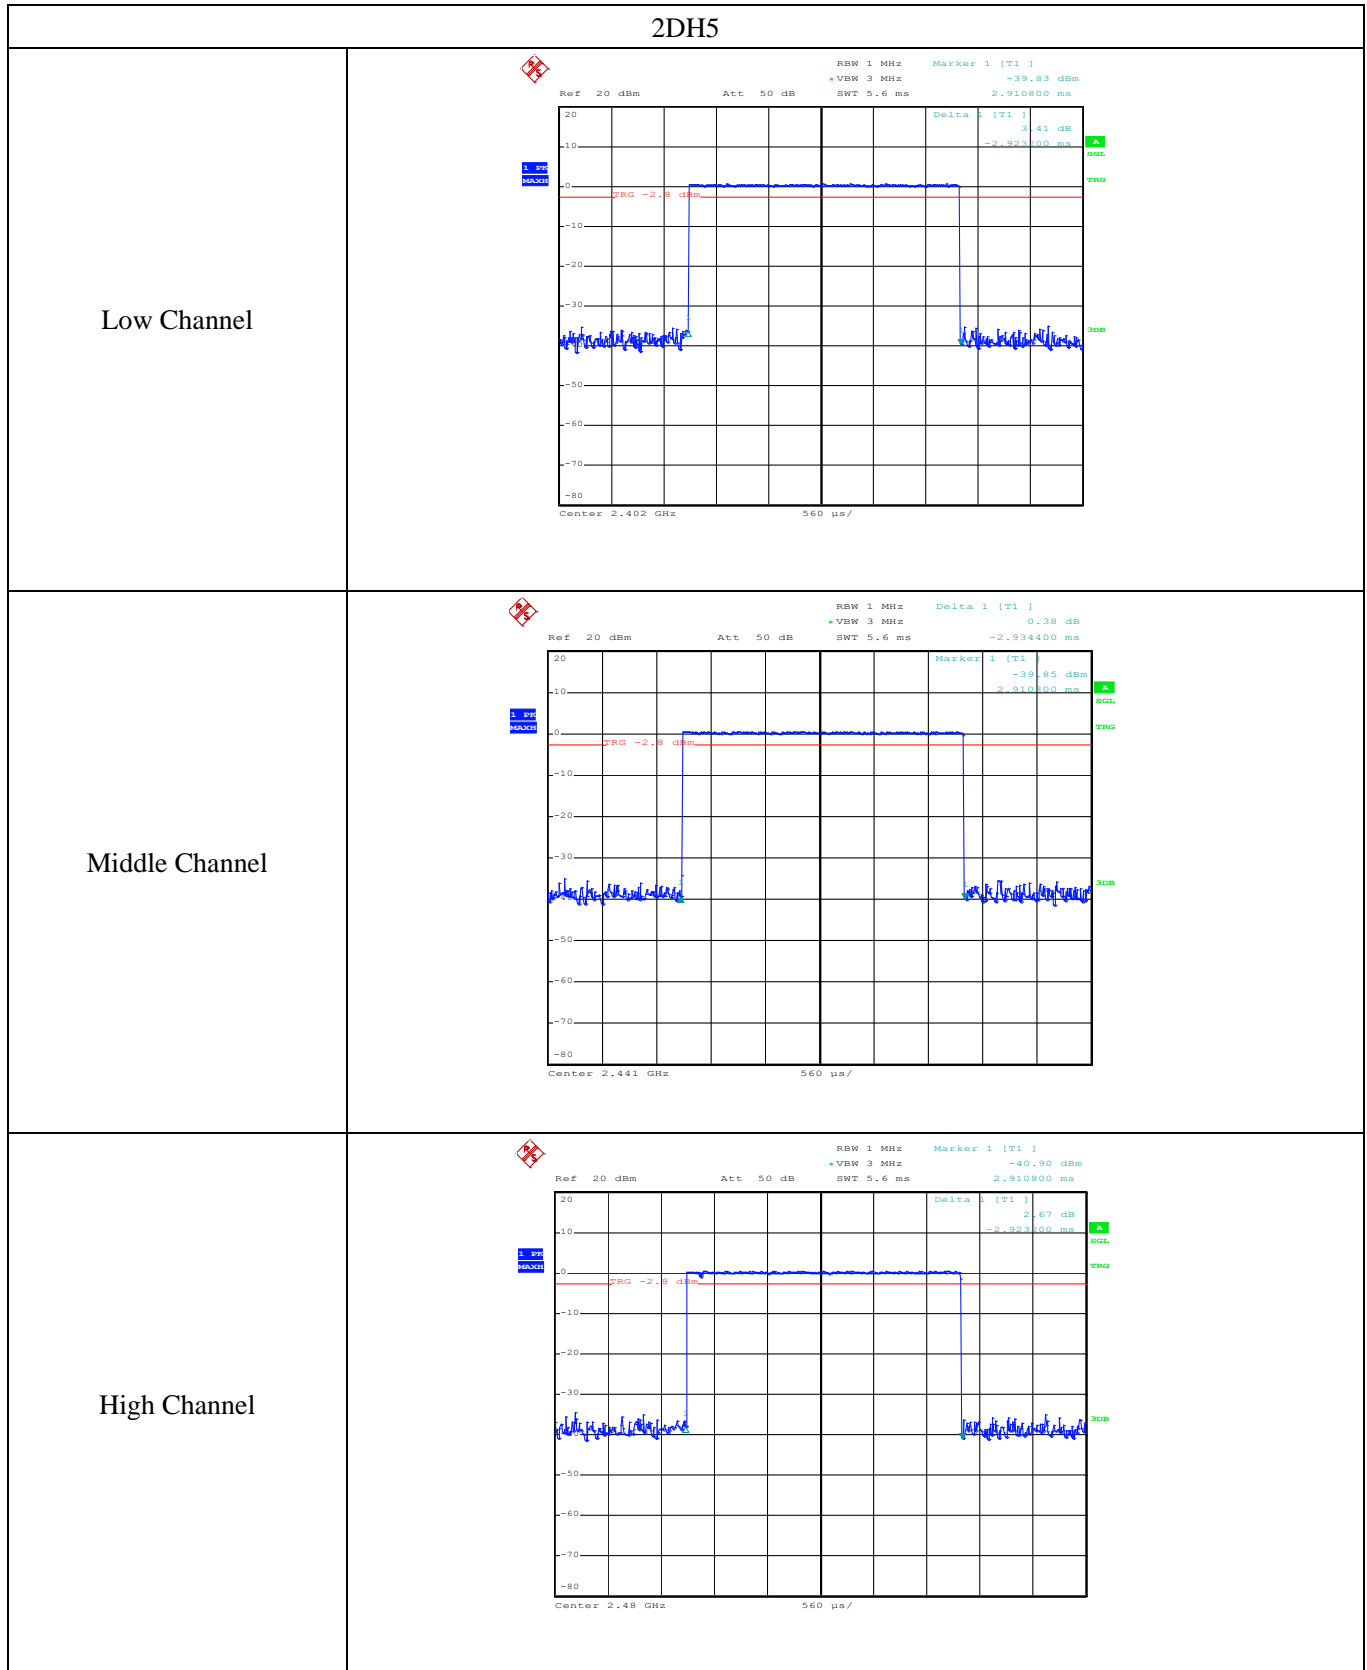 2DH5
Low Channel
R S
RBW 1 MHz Marker 1 [T1 ]
*VBW 3 MHz -39.83 dBm
Ref 20 dBm Att 50 dB SWT 5.6 ms 2.910800 ms
20 Delta 1 [T1 ]
3.41 dB
-2.923200 ms A
10
SGL
1 PK
MAXH
TRG
0
TRG -2.8 dBm
-10
-20
-30
3DB
-50
-60
-70
-80
Center 2.402 GHz 560 µs/
Middle Channel
R S
RBW 1 MHz Delta 1 [T1 ]
*VBW 3 MHz 0.38 dB
Ref 20 dBm Att 50 dB SWT 5.6 ms -2.934400 ms
20 Marker 1 [T1 ]
-39.85 dBm
2.910800 ms A
10
SGL
1 PK
MAXH
TRG
0
TRG -2.8 dBm
-10
-20
-30
3DB
-40
-50
-60
-70
-80
Center 2.441 GHz 560 µs/
High Channel
R S
RBW 1 MHz Marker 1 [T1 ]
*VBW 3 MHz -40.90 dBm
Ref 20 dBm Att 50 dB SWT 5.6 ms 2.910800 ms
20 Delta 1 [T1 ]
2.67 dB
-2.923200 ms A
10
SGL
1 PK
MAXH
TRG
0
TRG -2.8 dBm
-10
-20
-30
3DB
-50
-60
-70
-80
Center 2.48 GHz 560 µs/